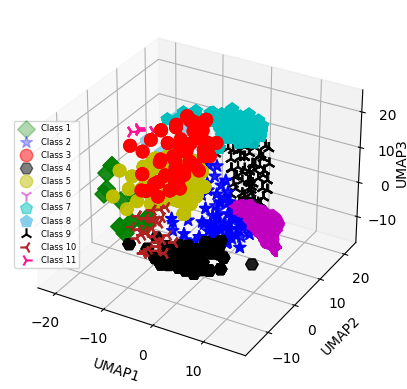 Class 1
Class 2
Class 3
Class 4
Class 5
Class 6
Class 7
Class 8
Class 9
Class 10
Class 11
20
10
0
−10
UMAP3
−20
−10
0
10
UMAP1
−10
0
10
20
UMAP2